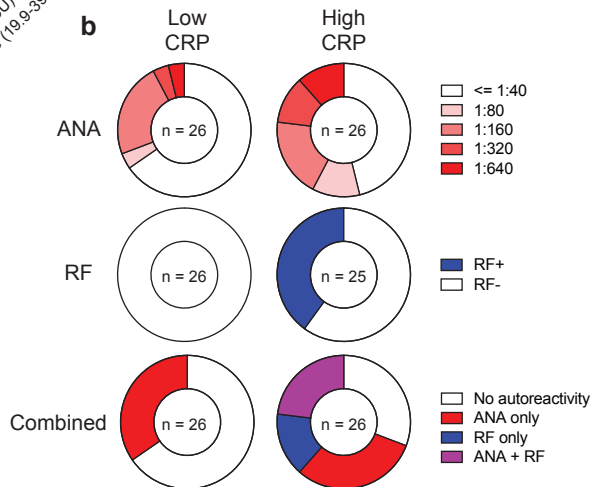 b
Low
CRP
High
CRP
ANA
n = 26
n = 26
<= 1:40
1:80
1:160
1:320
1:640
RF
n = 26
n = 25
RF+
RF-
Combined
n = 26
n = 26
No autoreactivity
ANA only
RF only
ANA + RF